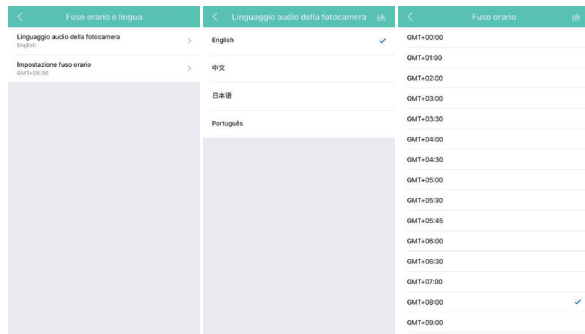 Fuso orario e lingua
Linguaggio audio della fotocamera
English
Impostazione fuso orario
GMT+08:00
Linguaggio audio della fotocamera ok
English
中文
日本语
Português
Fuso orario ok
GMT+00:00
GMT+01:00
GMT+02:00
GMT+03:00
GMT+03:30
GMT+04:00
GMT+04:30
GMT+05:00
GMT+05:30
GMT+05:45
GMT+06:00
GMT+06:30
GMT+07:00
GMT+08:00
GMT+09:00